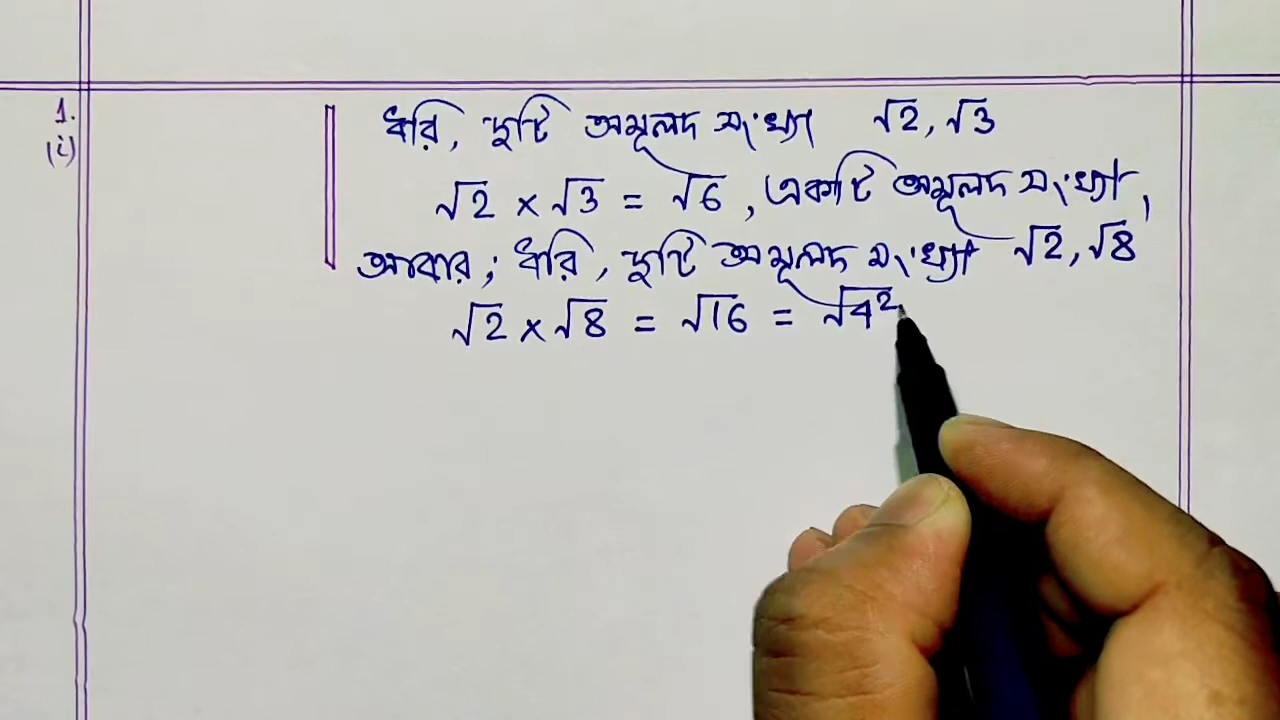 1.
(i)
ধরি, দুটি অমূলদ সংখ্যা √2, √3
√2 × √3 = √6, একটি অমূলদ সংখ্যা,
আবার, ধরি, দুটি অমূলদ সংখ্যা √2, √8
√2 × √8 = √16 = √4²